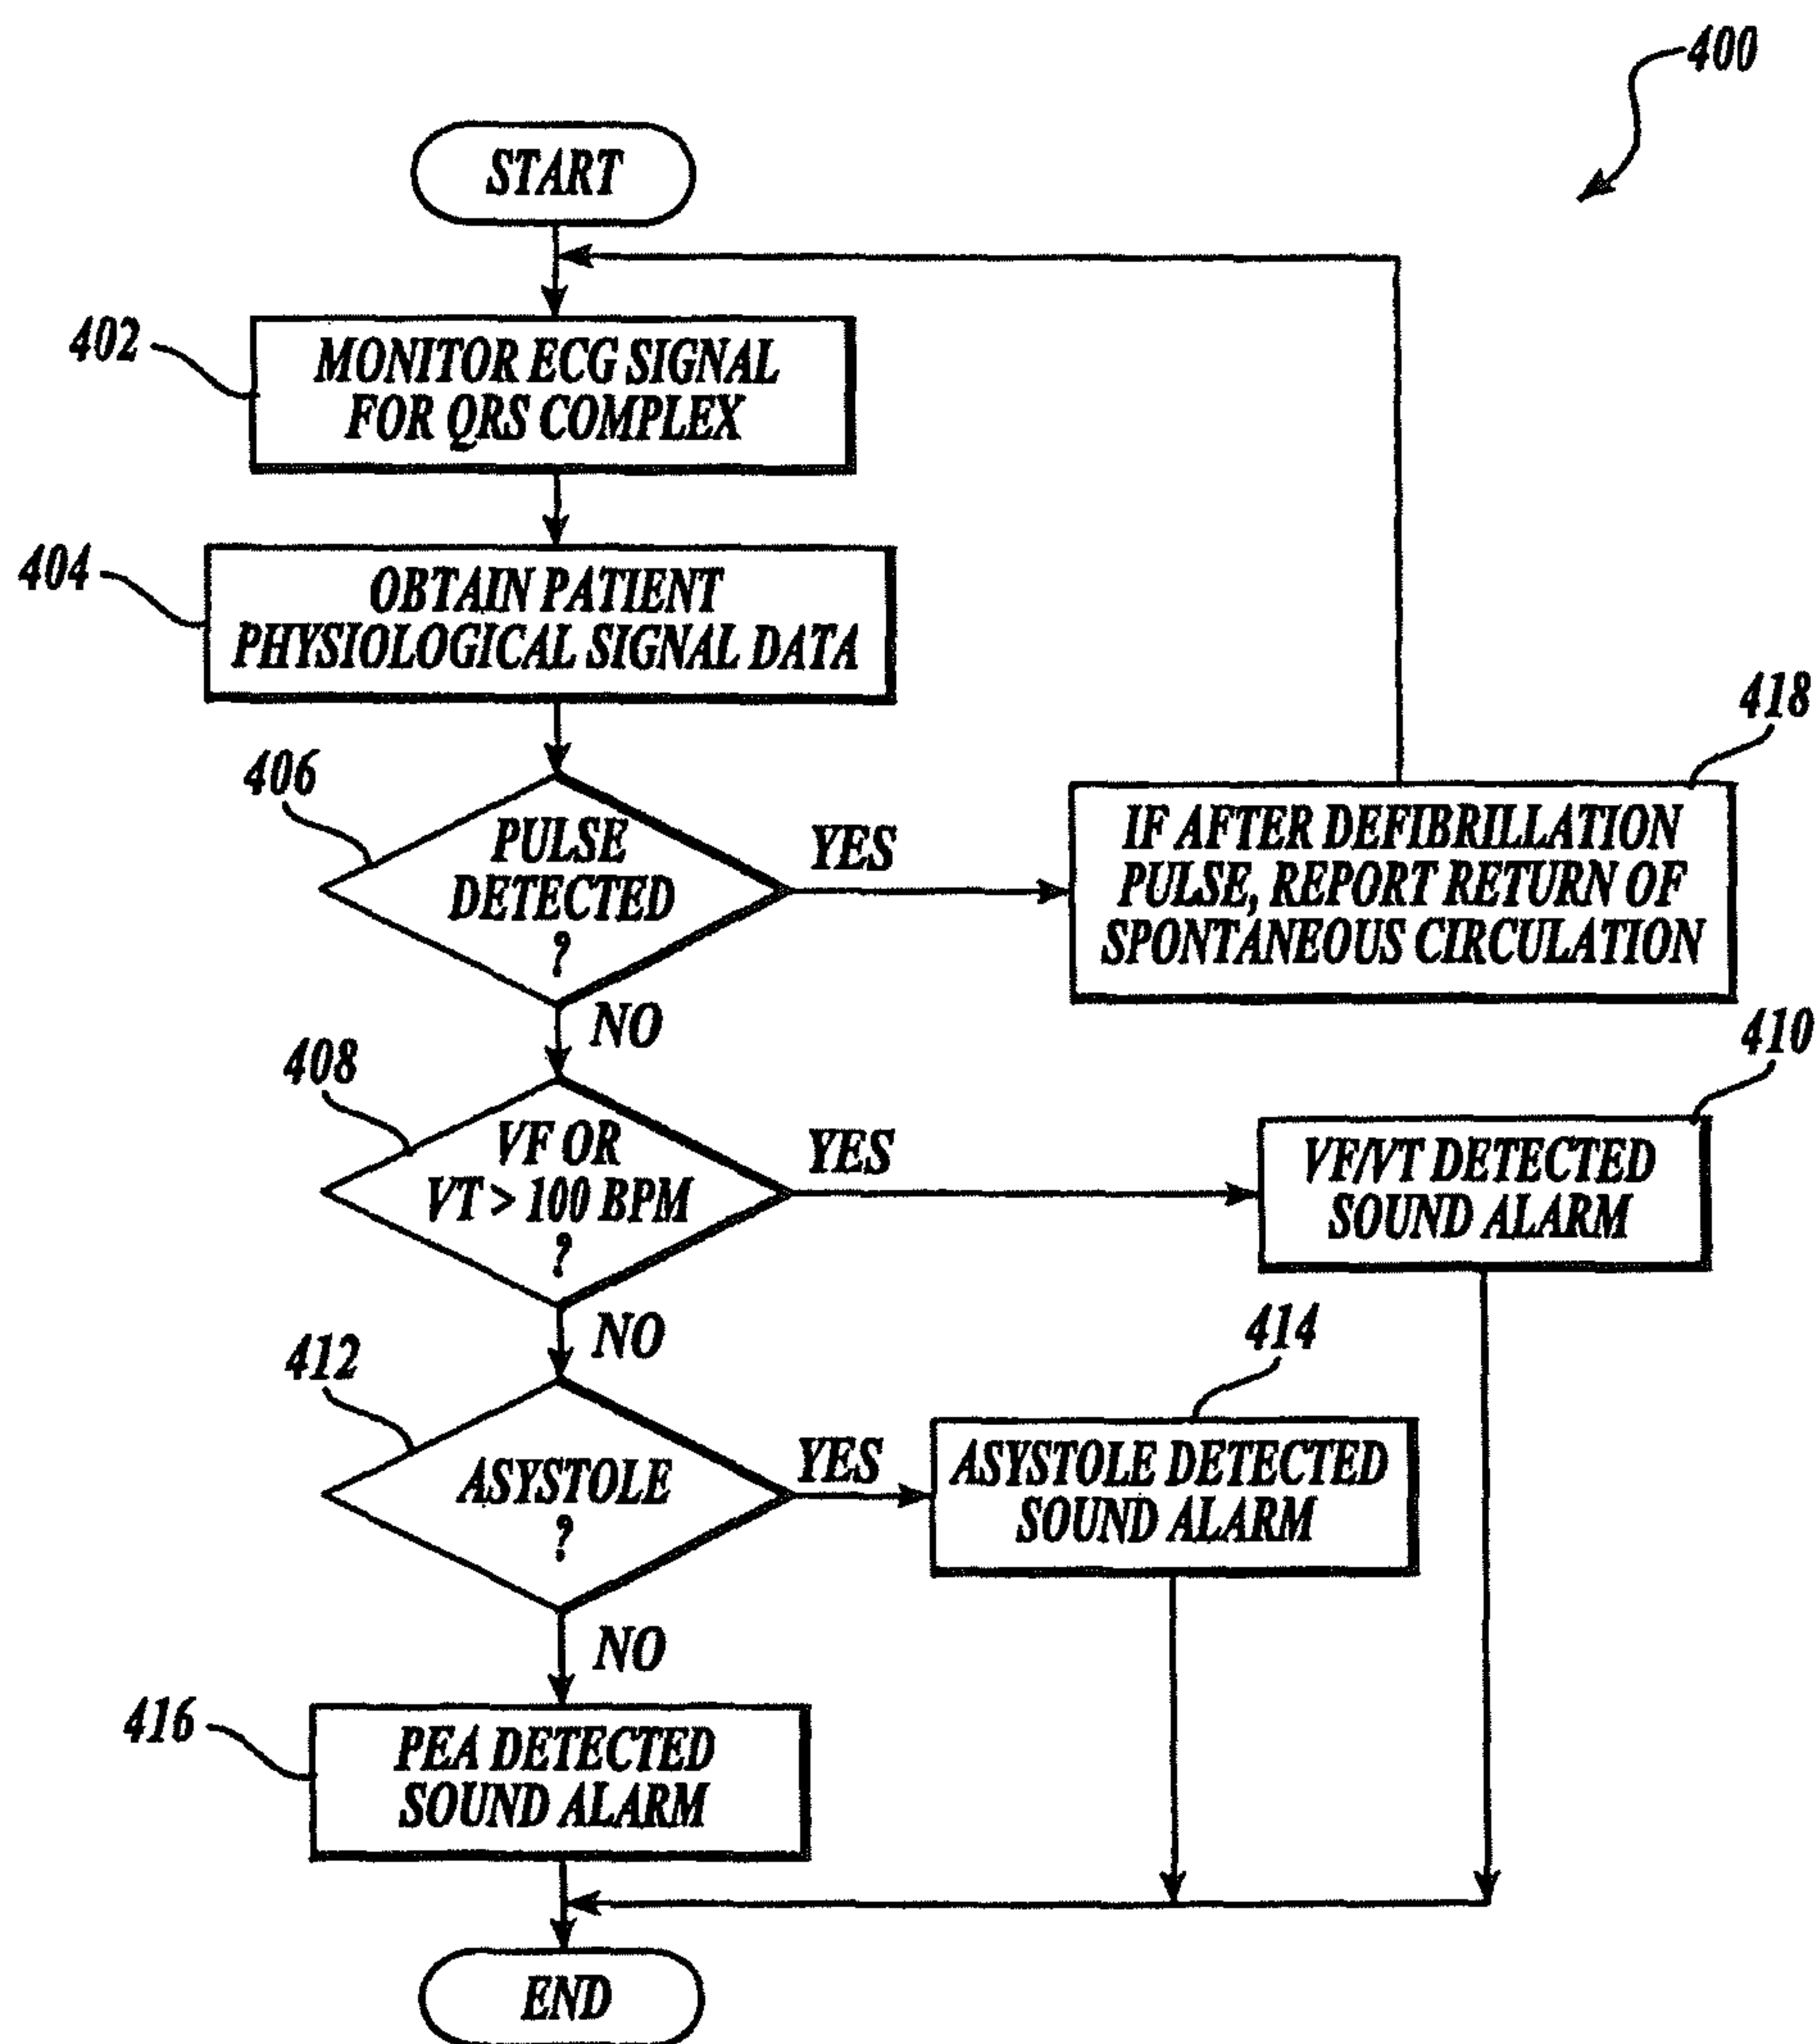 400
START
402
MONITOR ECG SIGNAL
FOR QRS COMPLEX
404
OBTAIN PATIENT
PHYSIOLOGICAL SIGNAL DATA
406
PULSE
DETECTED
?
YES
418
IF AFTER DEFIBRILLATION
PULSE, REPORT RETURN OF
SPONTANEOUS CIRCULATION
NO
408
VF OR
VT > 100 BPM
?
YES
410
VF/VT DETECTED
SOUND ALARM
NO
412
ASYSTOLE
?
YES
414
ASYSTOLE DETECTED
SOUND ALARM
NO
416
PEA DETECTED
SOUND ALARM
END